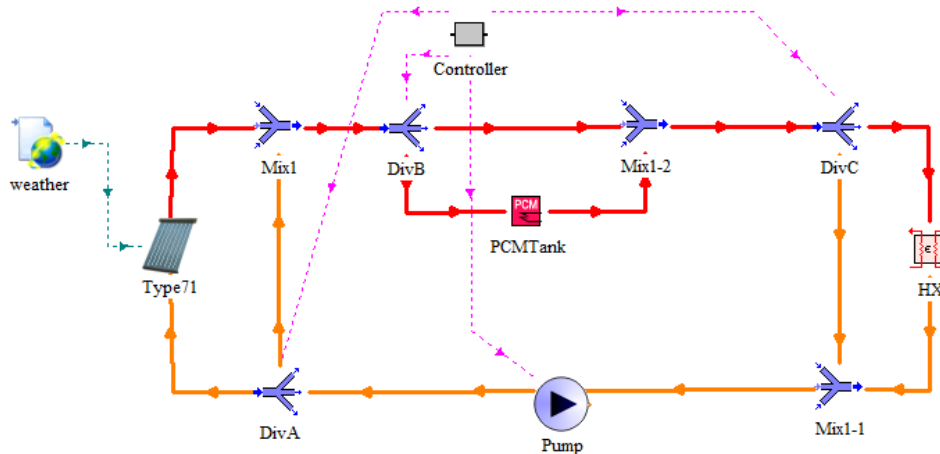 Controller
weather
Mix1
DivB
Mix1-2
DivC
PCM
PCMTank
Type71
ϵ
HX
DivA
Pump
Mix1-1